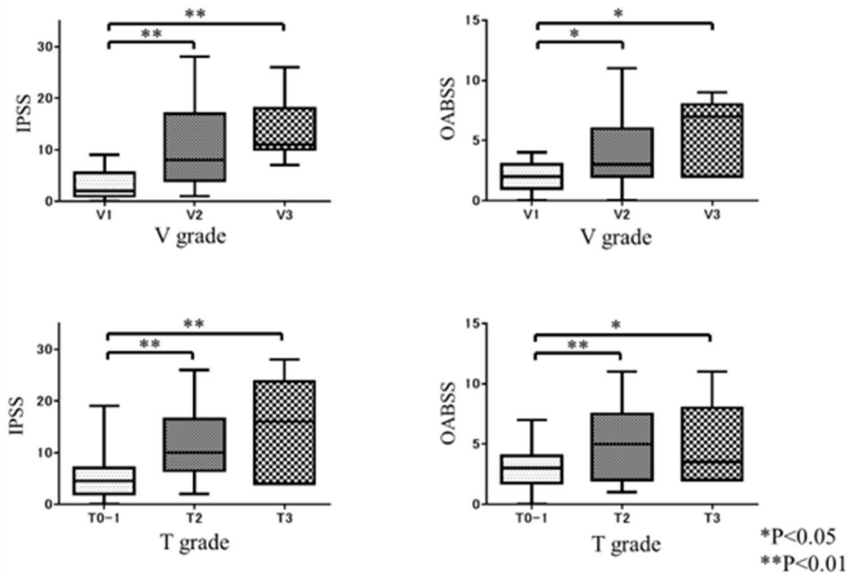 ** *
** *
IPSS OABSS
30 15
20 10
10 5
0 0
V1 V2 V3 V1 V2 V3
V grade V grade
** *
** **
IPSS OABSS
30 15
20 10
10 5
0 0
T0-1 T2 T3 T0-1 T2 T3
T grade T grade
*P<0.05
**P<0.01